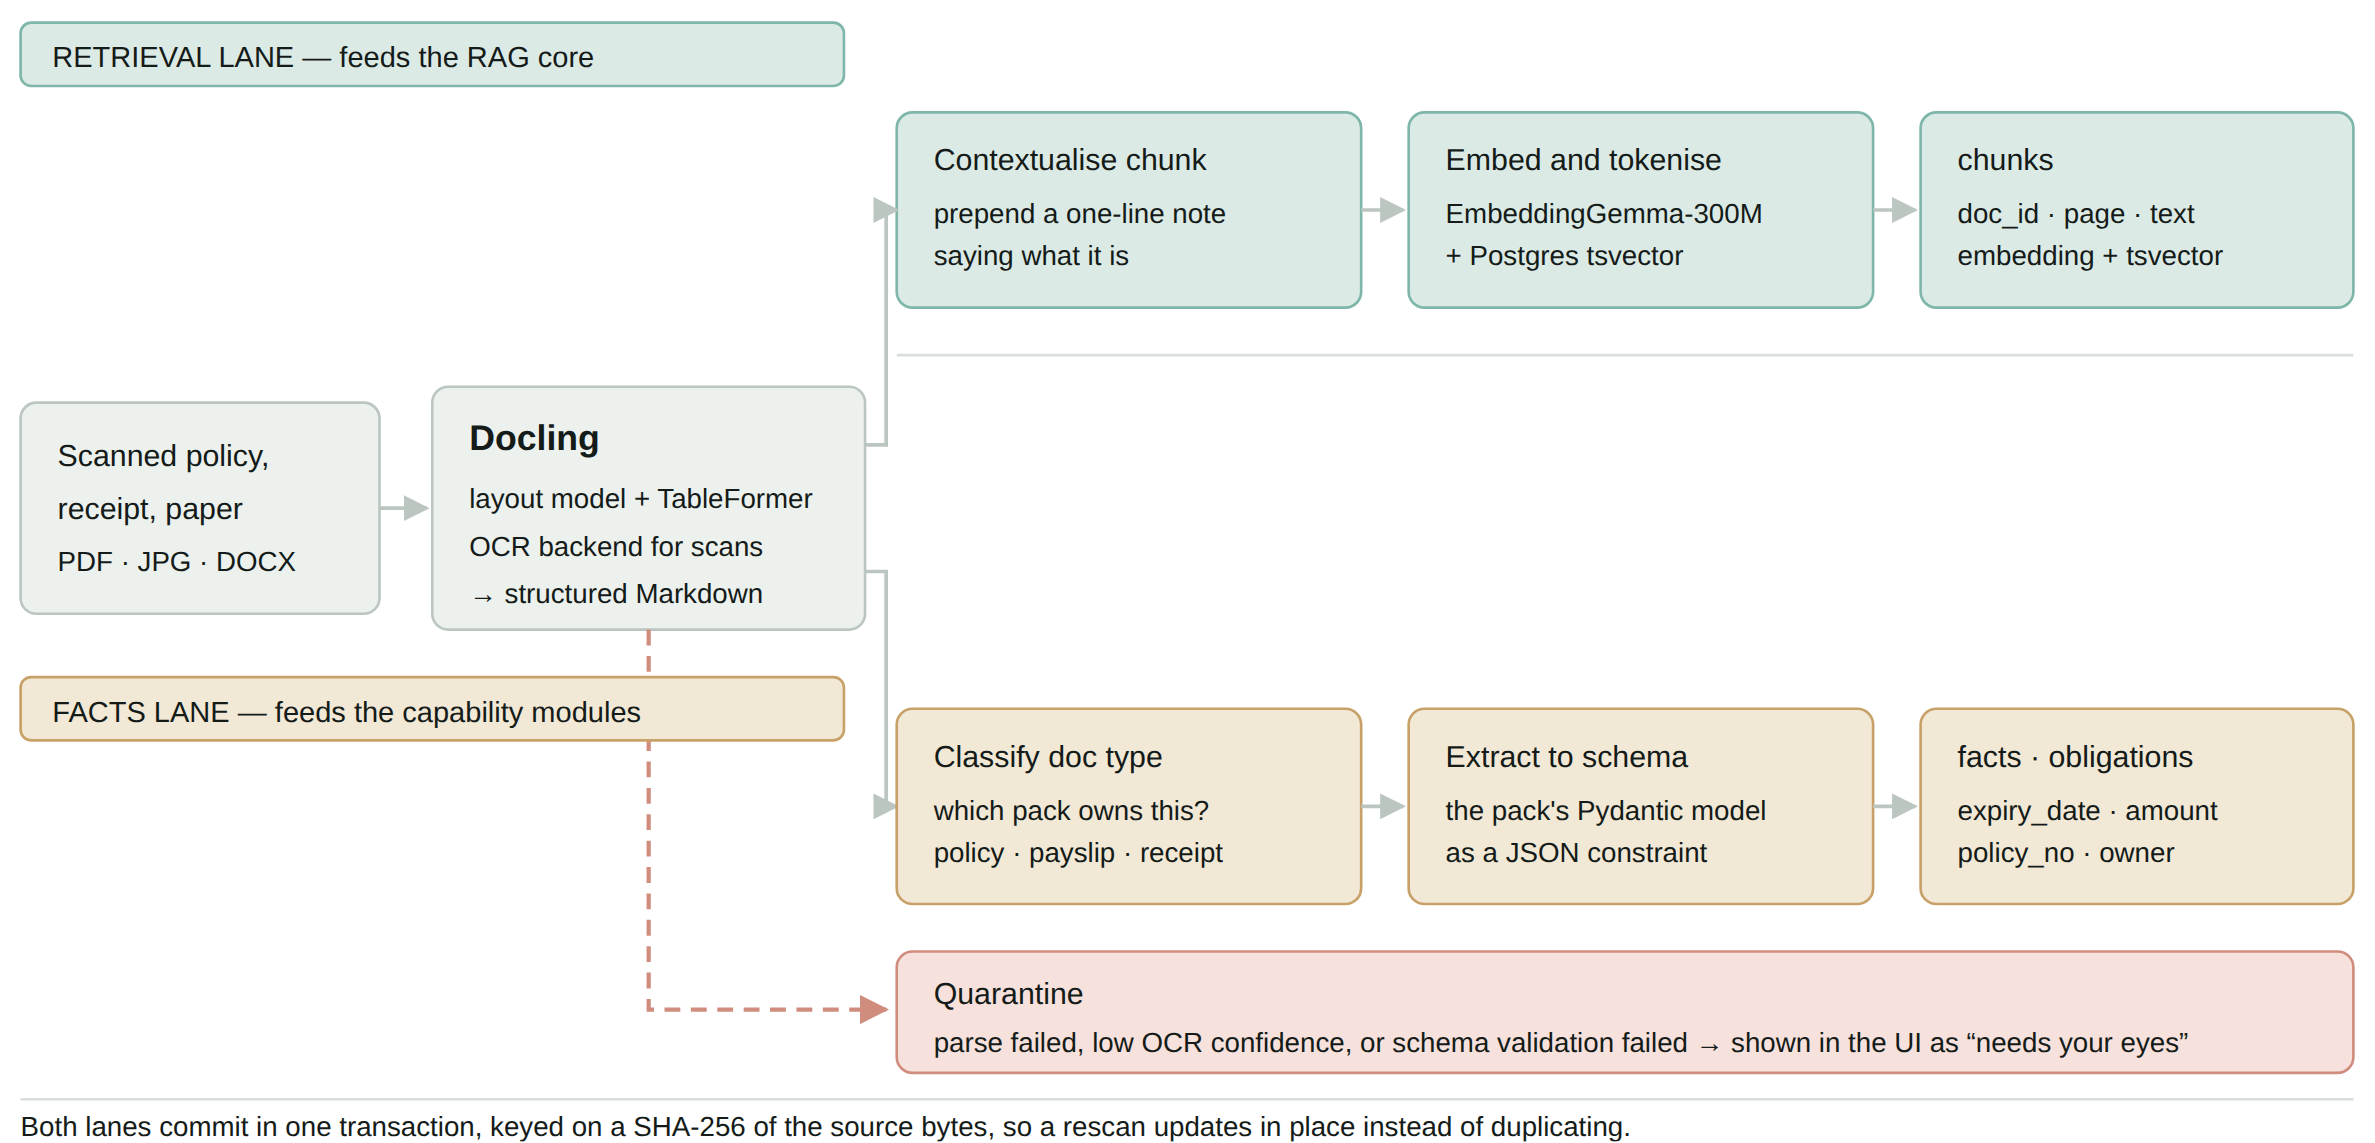 RETRIEVAL LANE — feeds the RAG core
Contextualise chunk
prepend a one-line note
saying what it is
Embed and tokenise
EmbeddingGemma-300M
+ Postgres tsvector
chunks
doc_id · page · text
embedding + tsvector
Scanned policy,
receipt, paper
PDF · JPG · DOCX
Docling
layout model + TableFormer
OCR backend for scans
→ structured Markdown
FACTS LANE — feeds the capability modules
Classify doc type
which pack owns this?
policy · payslip · receipt
Extract to schema
the pack's Pydantic model
as a JSON constraint
facts · obligations
expiry_date · amount
policy_no · owner
Quarantine
parse failed, low OCR confidence, or schema validation failed → shown in the UI as “needs your eyes”
Both lanes commit in one transaction, keyed on a SHA-256 of the source bytes, so a rescan updates in place instead of duplicating.